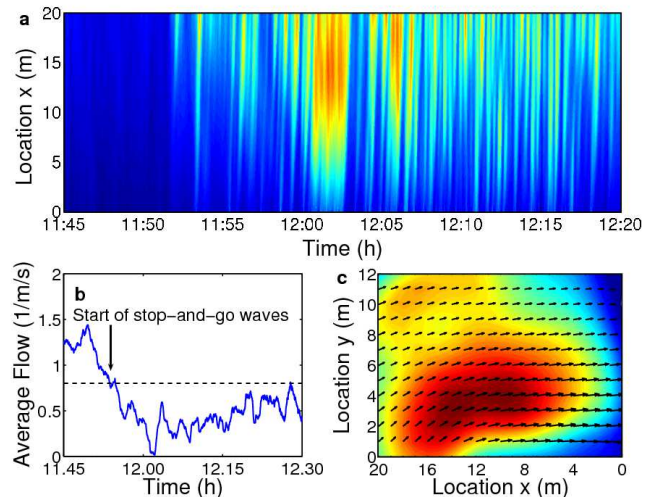 a
Location x (m)
20
15
10
5
0
11:45 11:50 11:55 12:00 12:05 12:10 12:15 12:20
Time (h)
b
Average Flow (1/m/s)
2
1.5
1
0.5
0
Start of stop-and-go waves
11.45 12.00 12.15 12.30
Time (h)
c
Location y (m)
12
10
8
6
4
2
0
20 16 12 8 4 0
Location x (m)